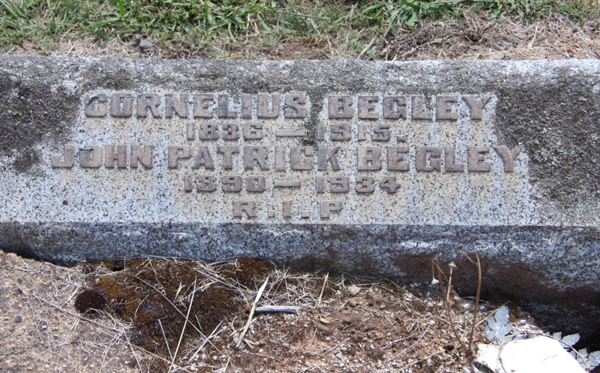 CORNELIUS BEGLEY
1836 — 1915.
JOHN PATRICK BEGLEY
1890 — 1934
R.I.P